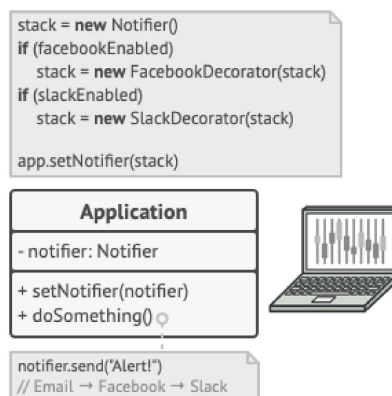 stack = new Notifier()
if (facebookEnabled)
stack = new FacebookDecorator(stack)
if (slackEnabled)
stack = new SlackDecorator(stack)
app.setNotifier(stack)
Application
- notifier: Notifier
+ setNotifier(notifier)
+ doSomething()
notifier.send("Alert!")
// Email → Facebook → Slack